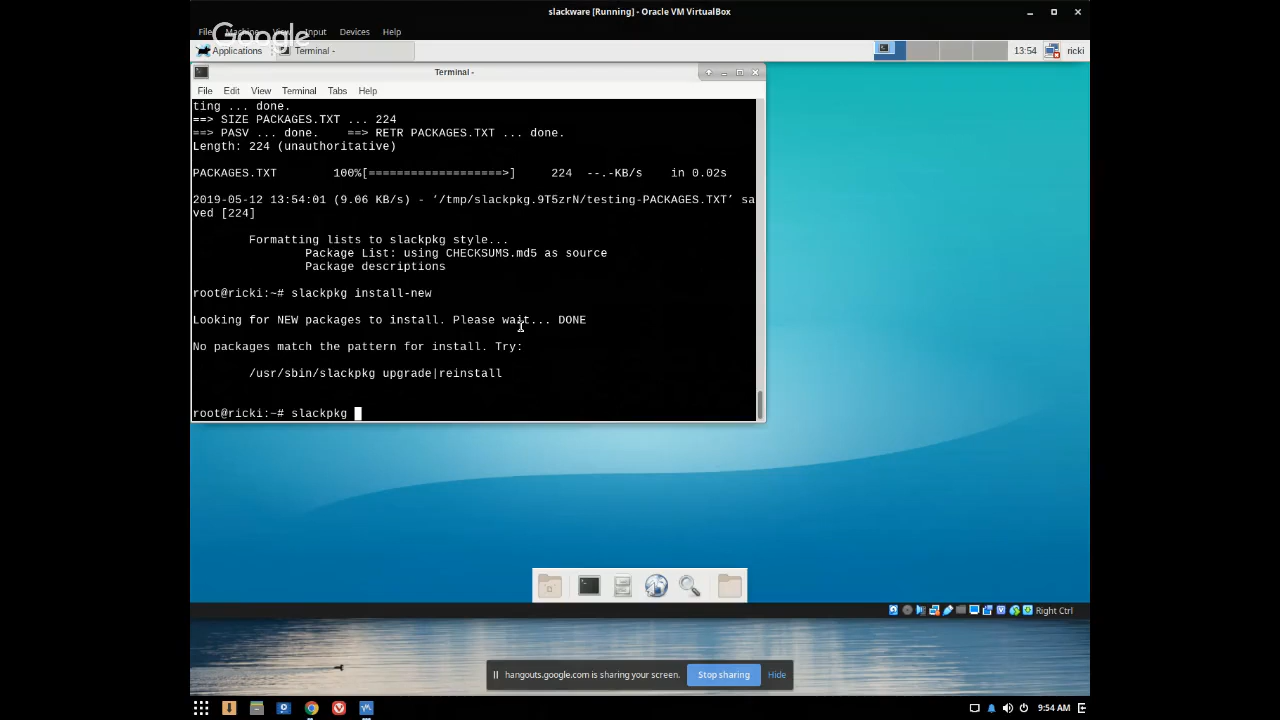 slackware [Running] - Oracle VM VirtualBox
File Machine View Input Devices Help
Google
Applications Terminal - 13:54 ricki
Terminal -
File Edit View Terminal Tabs Help
ting ... done.
==> SIZE PACKAGES.TXT ... 224
==> PASV ... done.    ==> RETR PACKAGES.TXT ... done.
Length: 224 (unauthoritative)
PACKAGES.TXT        100%[===================>]     224  --.-KB/s    in 0.02s
2019-05-12 13:54:01 (9.06 KB/s) - ‘/tmp/slackpkg.9T5zrN/testing-PACKAGES.TXT’ sa
ved [224]
Formatting lists to slackpkg style...
Package List: using CHECKSUMS.md5 as source
Package descriptions
root@ricki:~# slackpkg install-new
Looking for NEW packages to install. Please wait... DONE
No packages match the pattern for install. Try:
/usr/sbin/slackpkg upgrade|reinstall
root@ricki:~# slackpkg
Right Ctrl
hangouts.google.com is sharing your screen. Stop sharing Hide
9:54 AM